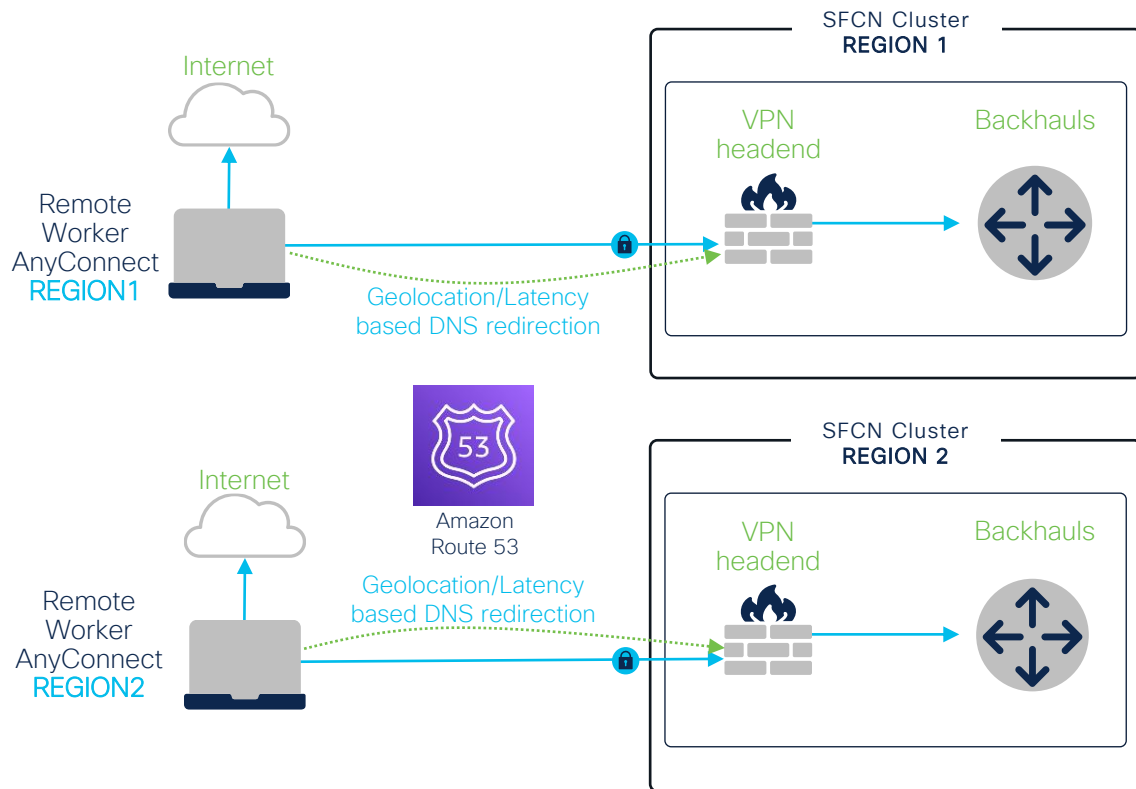 SFCN Cluster
REGION 1
Internet
VPN
headend
Backhauls
Remote
Worker
AnyConnect
REGION1
Geolocation/Latency
based DNS redirection
53
Amazon
Route 53
SFCN Cluster
REGION 2
Internet
VPN
headend
Backhauls
Geolocation/Latency
based DNS redirection
Remote
Worker
AnyConnect
REGION2